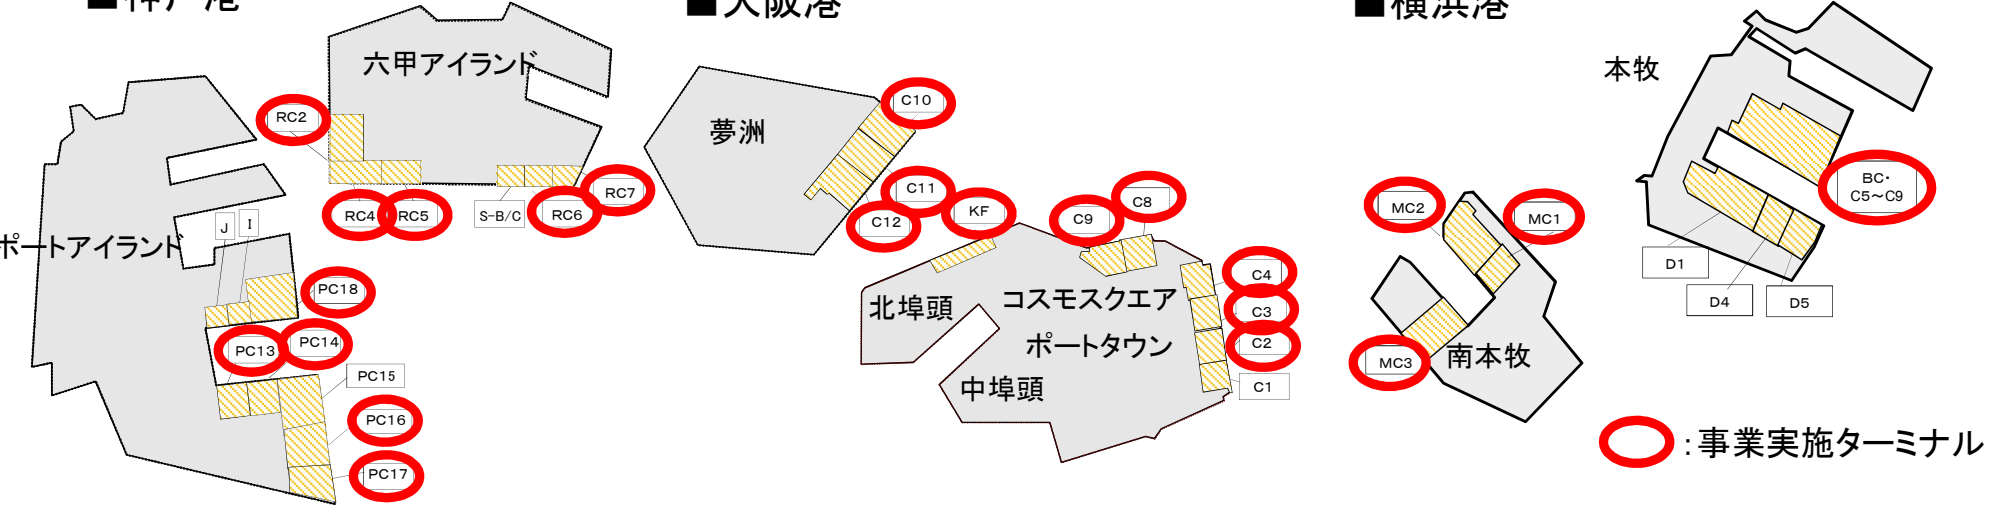 ■神戸港
六甲アイランド
RC2
RC4
RC5
S-B/C
RC6
RC7
ポートアイランド
J
I
PC18
PC13
PC14
PC15
PC16
PC17
■大阪港
夢洲
C10
C11
C12
KF
C9
C8
C4
C3
C2
C1
北埠頭
コスモスクエア
ポートタウン
中埠頭
■横浜港
本牧
BC・
C5～C9
D1
D4
D5
MC2
MC1
MC3
南本牧
：事業実施ターミナル